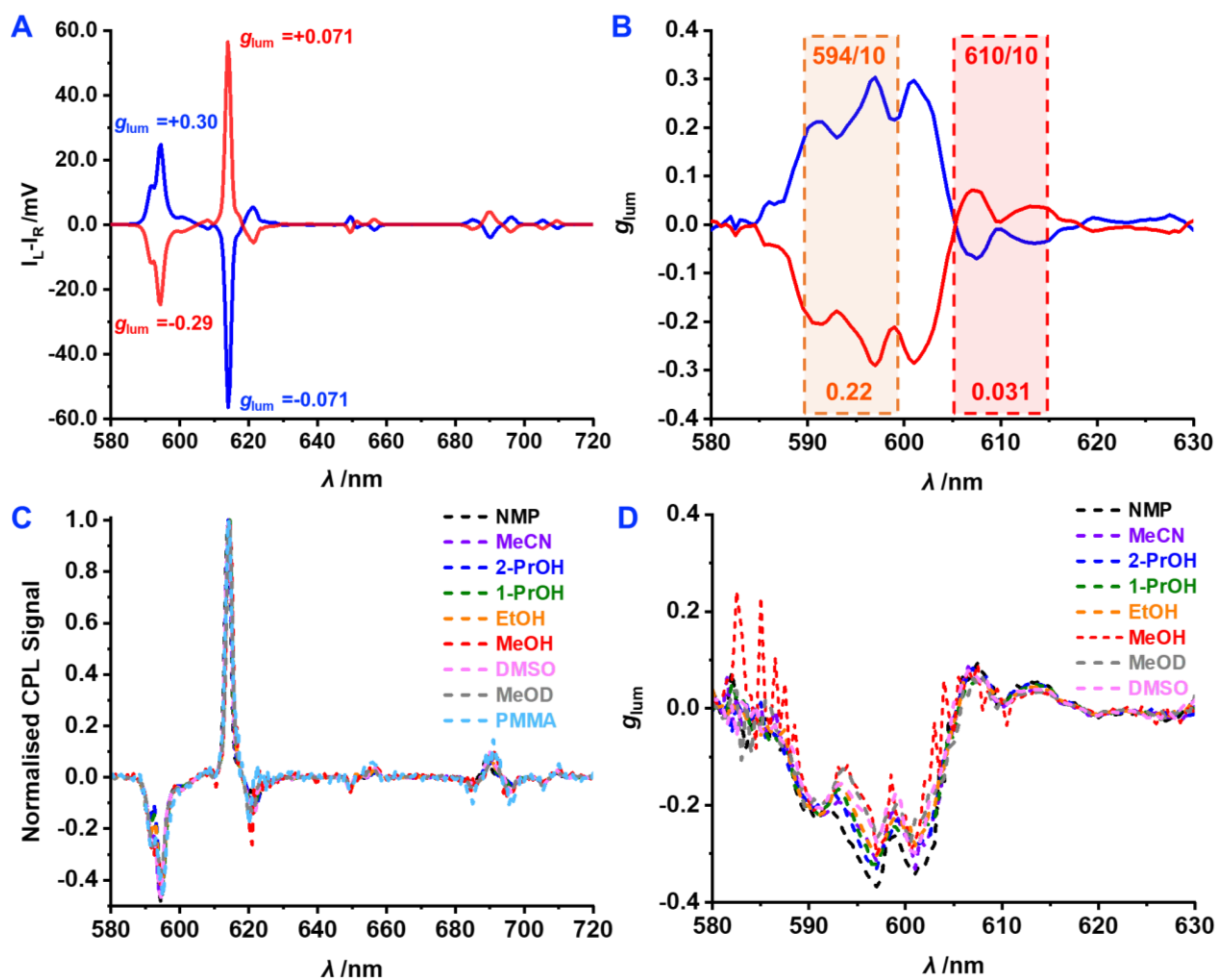 A
60.0
40.0
20.0
0.0
-20.0
-40.0
-60.0
I_L-I_R /mV
g_lum =+0.071
g_lum =+0.30
g_lum =-0.29
g_lum =-0.071
580 600 620 640 660 680 700 720
λ /nm
B
0.4
0.3
0.2
0.1
0.0
-0.1
-0.2
-0.3
-0.4
g_lum
594/10 610/10
0.22 0.031
580 590 600 610 620 630
λ /nm
C
1.0
0.8
0.6
0.4
0.2
0.0
-0.2
-0.4
Normalised CPL Signal
NMP
MeCN
2-PrOH
1-PrOH
EtOH
MeOH
DMSO
MeOD
PMMA
580 600 620 640 660 680 700 720
λ /nm
D
0.4
0.2
0.0
-0.2
-0.4
g_lum
NMP
MeCN
2-PrOH
1-PrOH
EtOH
MeOH
MeOD
DMSO
580 590 600 610 620 630
λ /nm